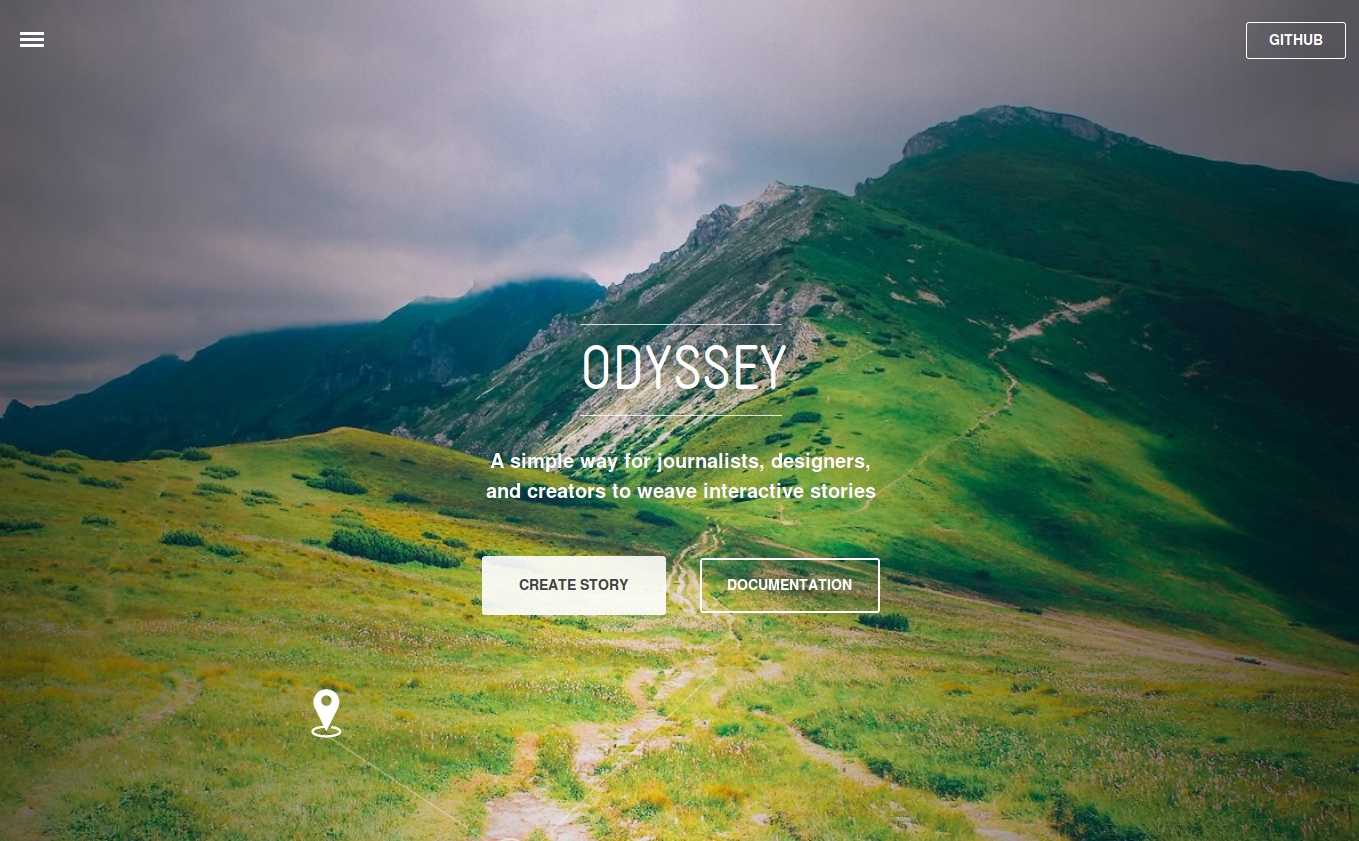 GITHUB
ODYSSEY
A simple way for journalists, designers,
and creators to weave interactive stories
CREATE STORY
DOCUMENTATION